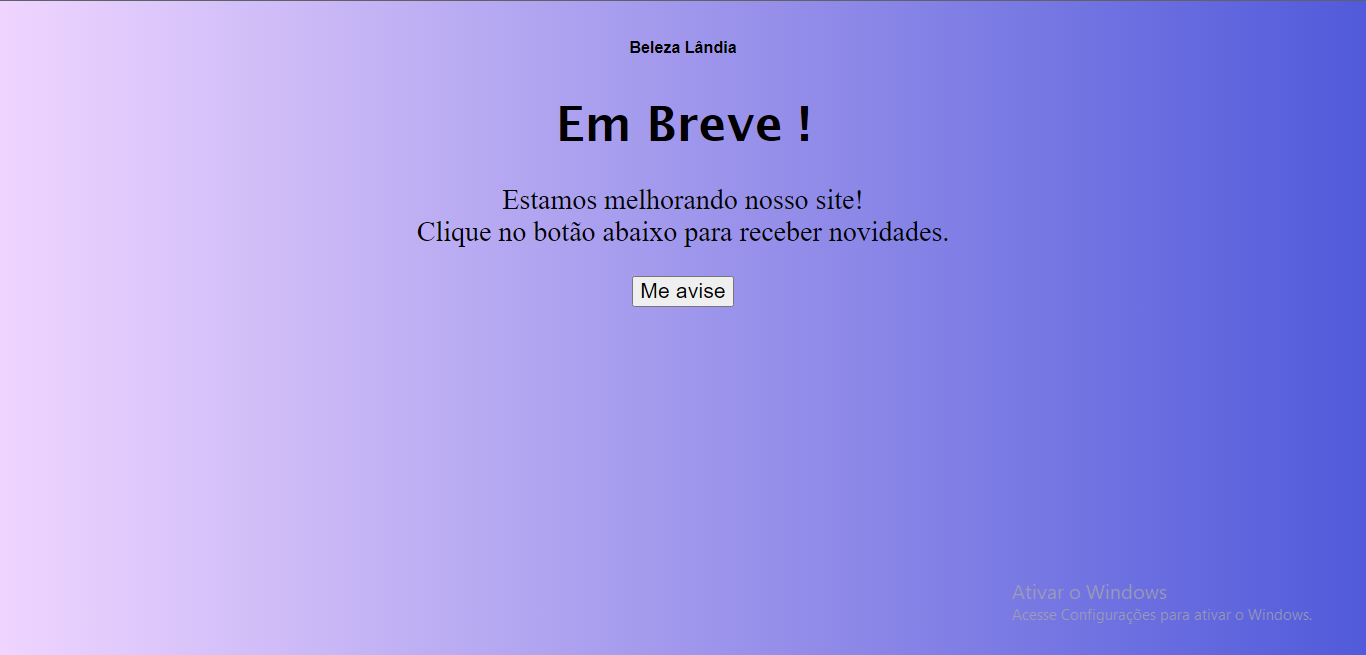 Beleza Lândia
Em Breve !
Estamos melhorando nosso site!
Clique no botão abaixo para receber novidades.
Me avise
Ativar o Windows
Acesse Configurações para ativar o Windows.